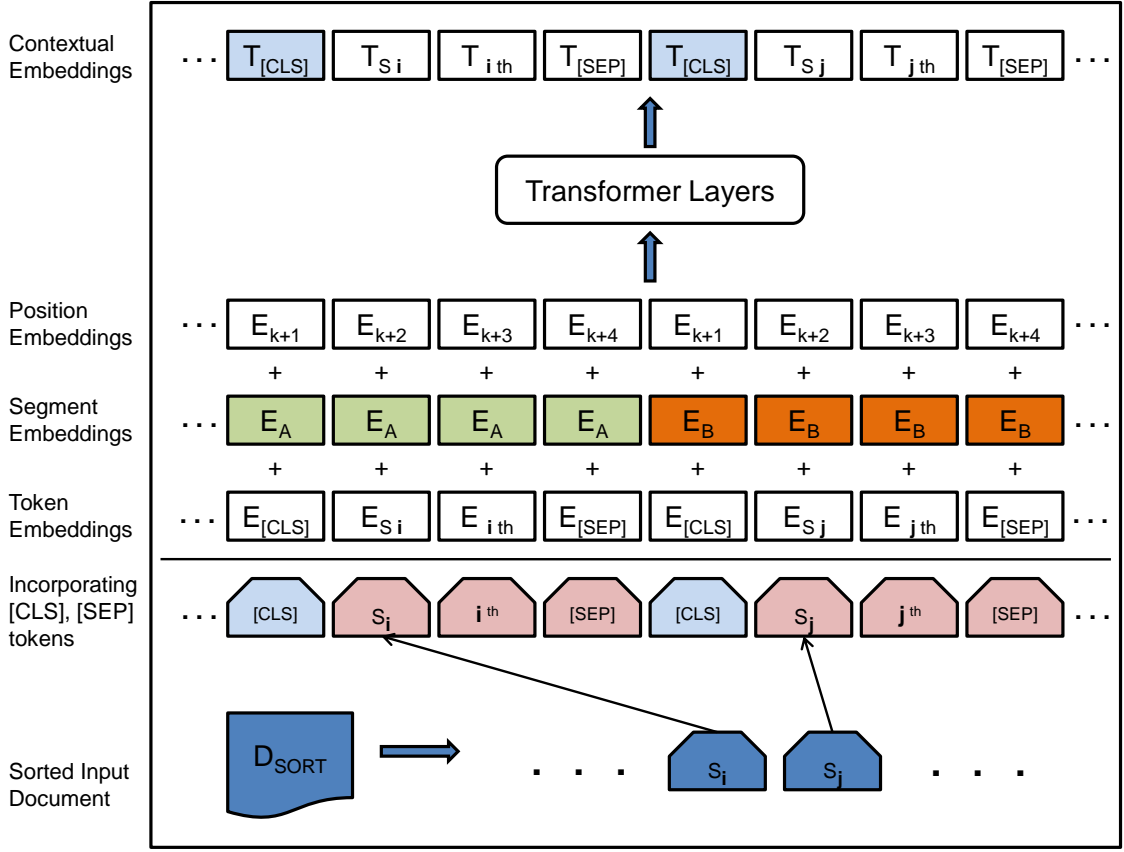 Contextual
Embeddings
... T[CLS] TS i Ti th T[SEP] T[CLS] TS j Tj th T[SEP] ...
Transformer Layers
Position
Embeddings
... Ek+1 Ek+2 Ek+3 Ek+4 Ek+1 Ek+2 Ek+3 Ek+4 ...
+ + + + + + + +
Segment
Embeddings
... EA EA EA EA EB EB EB EB ...
+ + + + + + + +
Token
Embeddings
... E[CLS] ES i E i th E[SEP] E[CLS] ES j E j th E[SEP] ...
Incorporating
[CLS], [SEP]
tokens
... [CLS] Si i th [SEP] [CLS] Sj j th [SEP] ...
DSORT
. . . Si Sj . . .
Sorted Input
Document